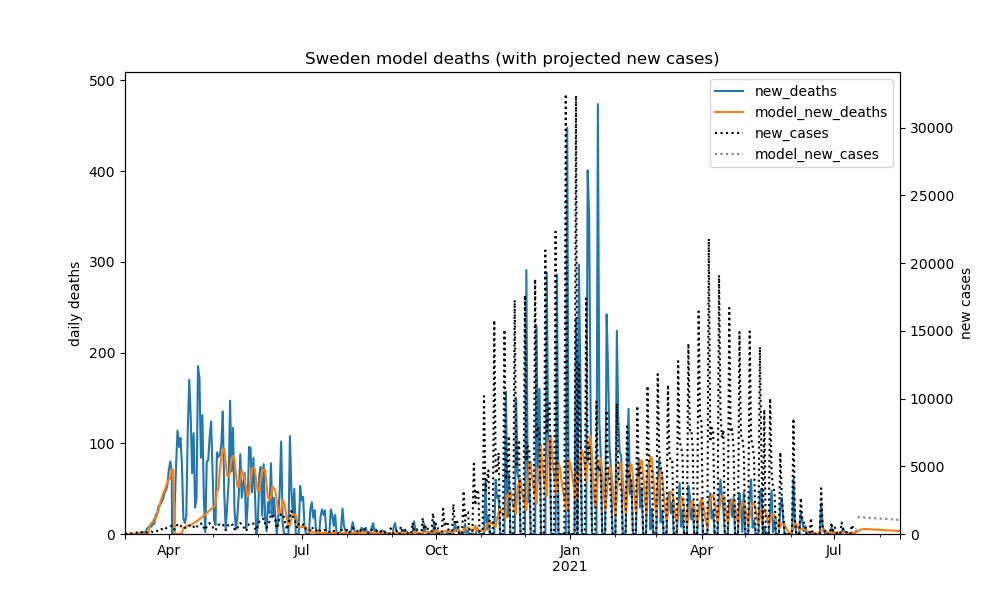 Sweden model deaths (with projected new cases)
500
400
300
200
100
0
daily deaths
new_deaths
model_new_deaths
new_cases
model_new_cases
30000
25000
20000
15000
10000
5000
0
new cases
Apr
Jul
Oct
Jan
2021
Apr
Jul